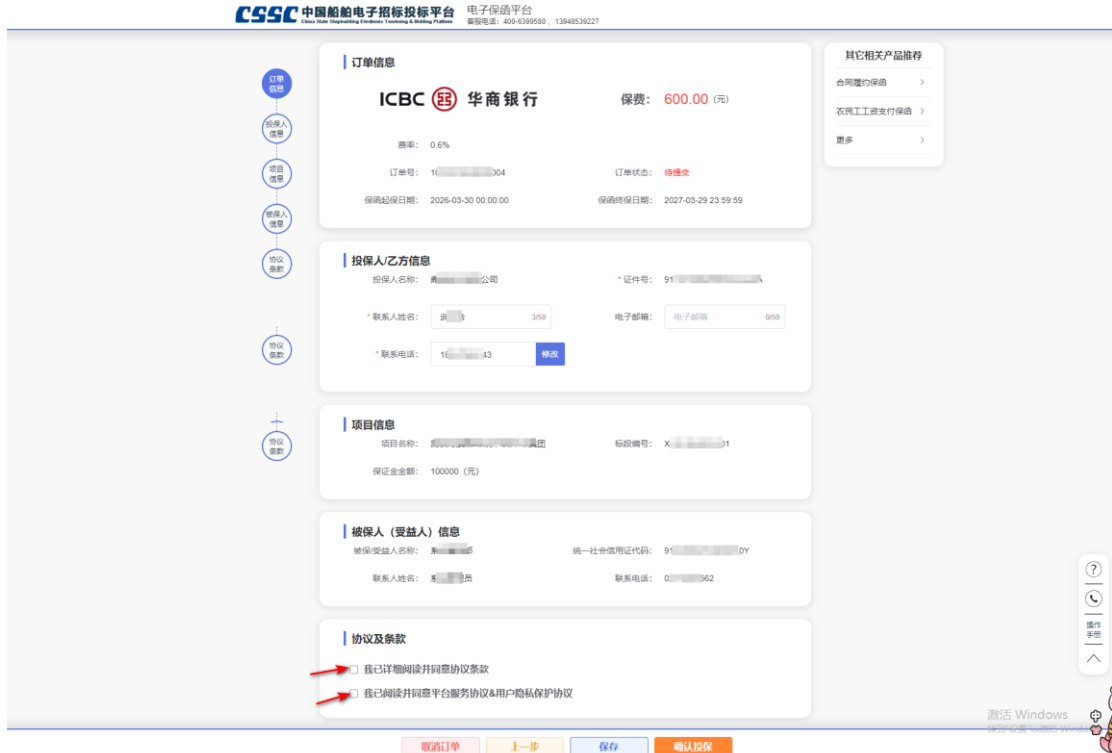 CSSC 中国船舶电子招标投标平台 电子保函平台
China State Shipbuilding Electronic Tendering & Bidding Platform 客服电话：400-6399580 、13948539227
订单信息
投保人信息
项目信息
被保人信息
协议条款
协议条款
协议条款
订单信息
ICBC 华商银行 保费： 600.00 (元)
费率： 0.6%
订单号： 10 004 订单状态： 待提交
保函起保日期： 2026-03-30 00:00:00 保函终保日期： 2027-03-29 23:59:59
投保人/乙方信息
投保人名称： 公司 * 证件号： 91 A
* 联系人姓名： 3/50 电子邮箱： 电子邮箱 0/50
* 联系电话： 18 43 修改
项目信息
项目名称： 集团 标段编号： X 01
保证金金额： 100000（元）
被保人（受益人）信息
被保/受益人名称： 统一社会信用证代码： 91 0Y
联系人姓名： 员 联系电话： 0 662
协议及条款
我已详细阅读并同意协议条款
我已阅读并同意平台服务协议&用户隐私保护协议
取消订单 上一步 保存 确认投保
其它相关产品推荐
合同履约保函 >
农民工工资支付保函 >
更多 >
?
操作手册
激活 Windows
中